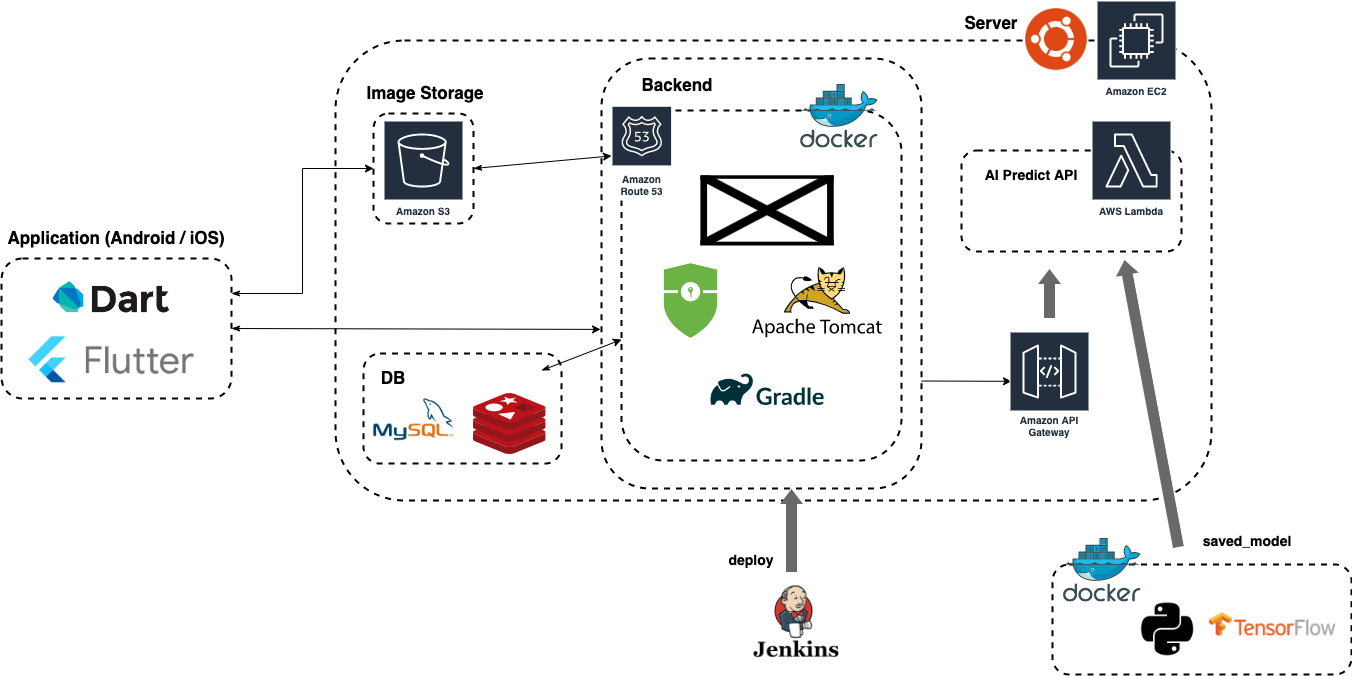 Server
Amazon EC2
Backend
Image Storage
docker
53
Amazon
Route 53
Amazon S3
AI Predict API
AWS Lambda
Application (Android / iOS)
Dart
Flutter
Apache Tomcat
DB
MySQL
Gradle
</>
Amazon API
Gateway
deploy
Jenkins
saved_model
docker
TensorFlow